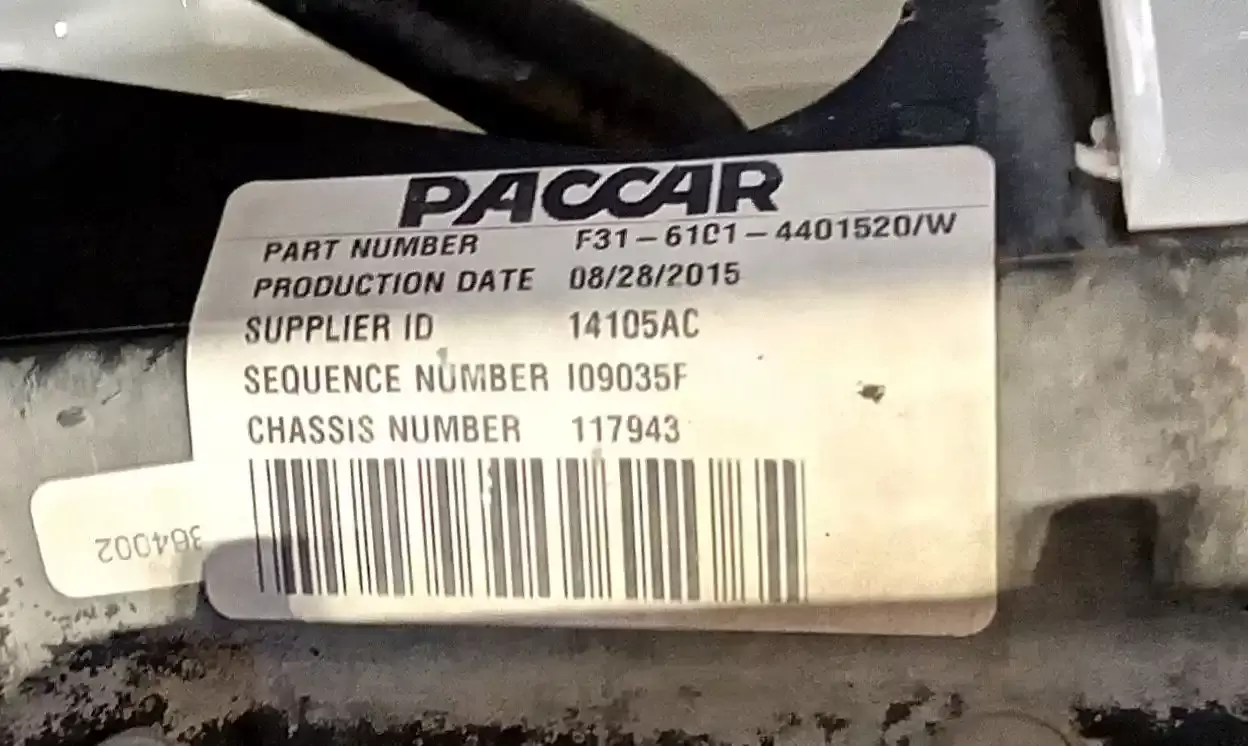 PACCAR
PART NUMBER F31-6101-4401520/W
PRODUCTION DATE 08/28/2015
SUPPLIER ID 14105AC
SEQUENCE NUMBER I09035F
CHASSIS NUMBER 117943
364002